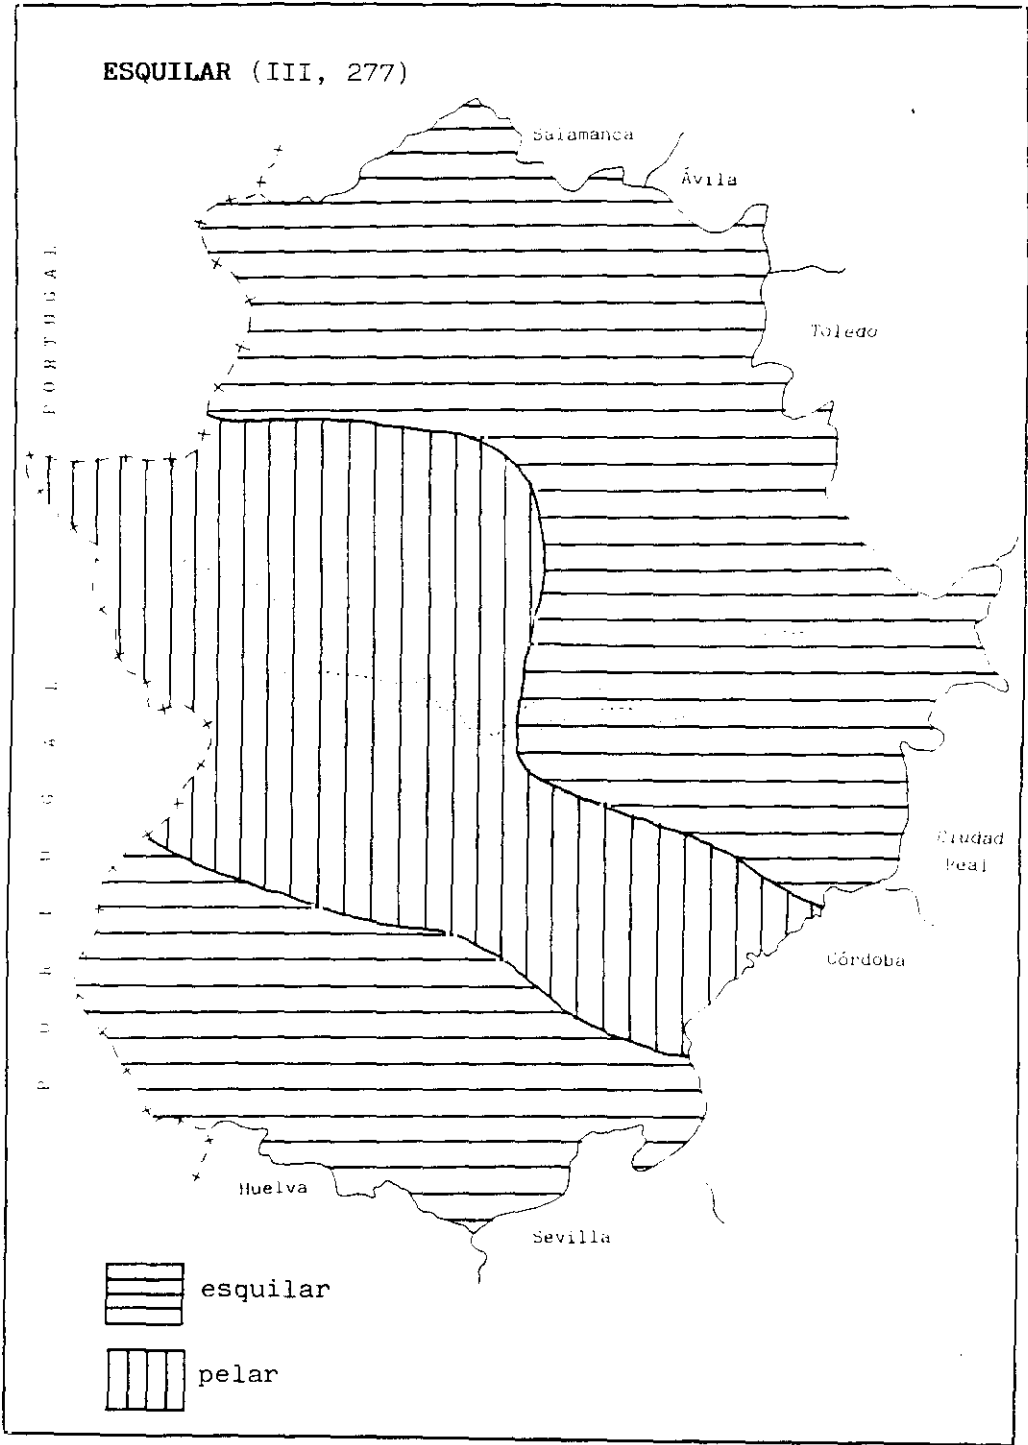 ESQUILAR (III, 277)
Salamanca
Ávila
PORTUGAL
Toledo
PORTUGAL
Ciudad
Real
Córdoba
Huelva
Sevilla
esquilar
pelar